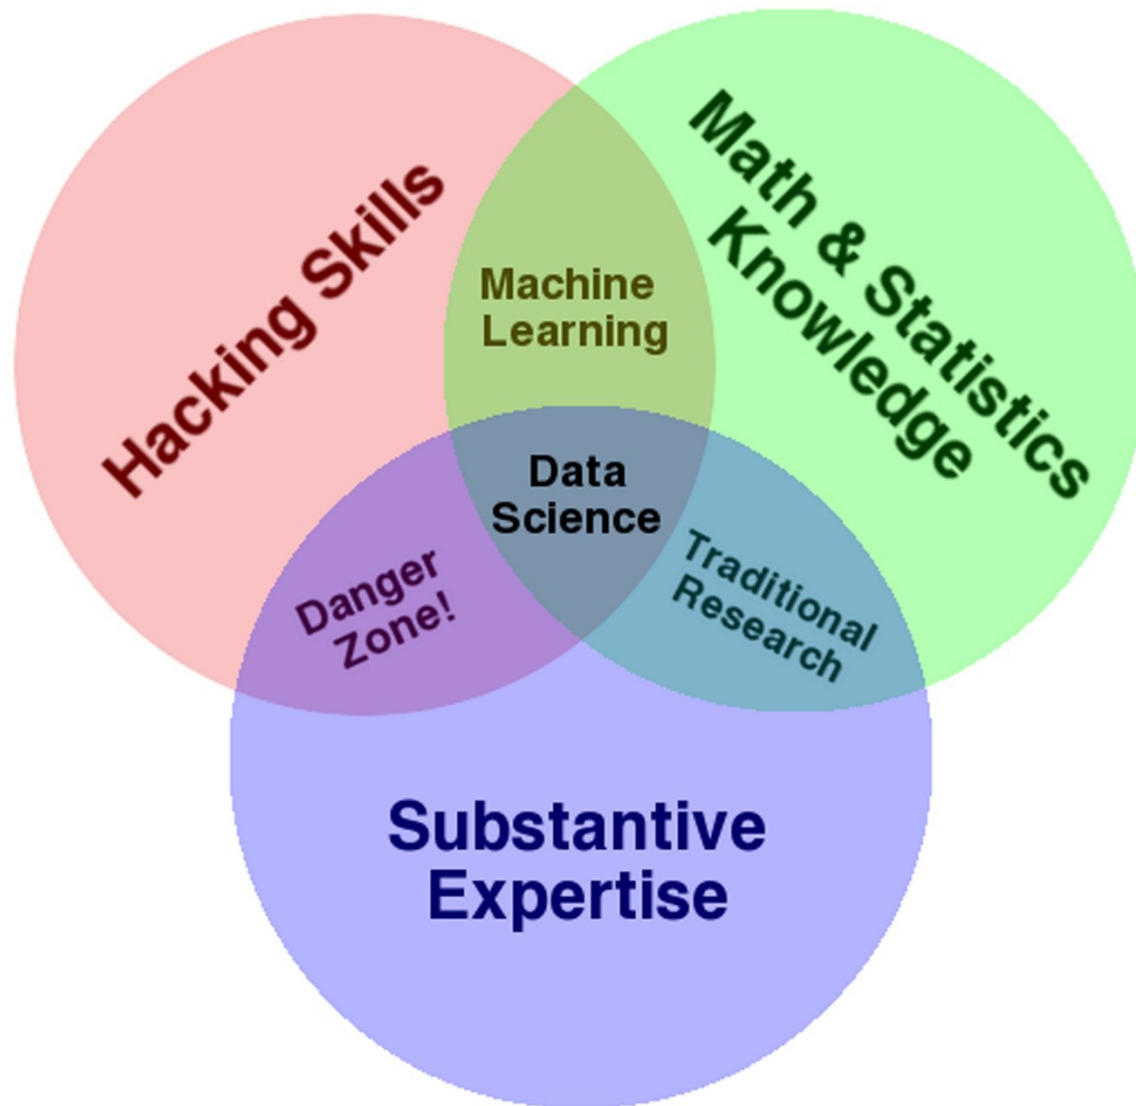 Hacking Skills
Math & Statistics
Knowledge
Machine
Learning
Data
Science
Danger
Zone!
Traditional
Research
Substantive
Expertise